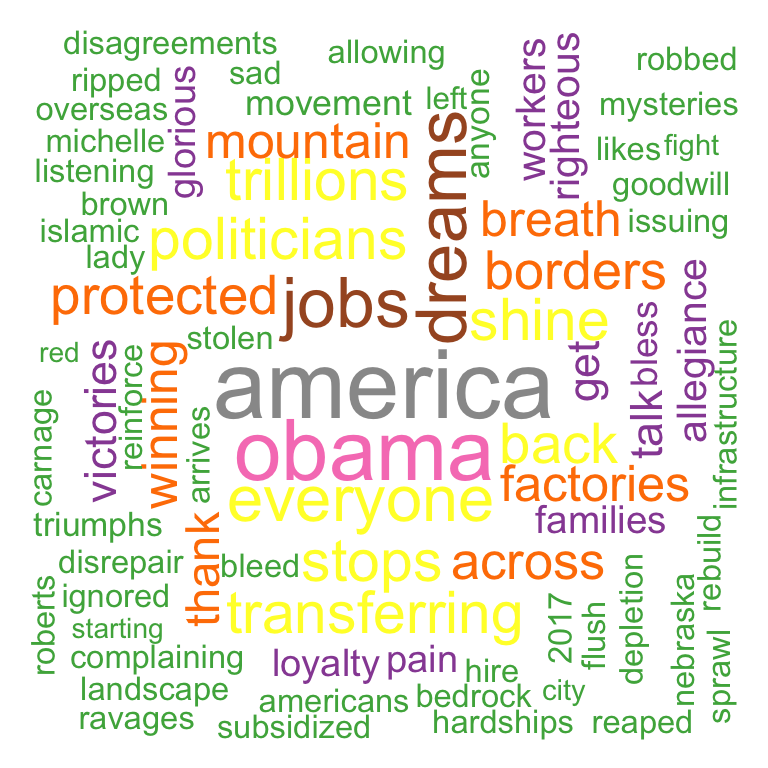 disagreements
allowing
workers
righteous
robbed
ripped
sad
glorious
overseas
movement
left
anyone
mysteries
michelle
mountain
dreams
likes
fight
listening
trillions
goodwill
brown
breath
issuing
islamic
politicians
lady
borders
protected
jobs
shine
allegiance
stolen
bless
get
talk
infrastructure
red
victories
reinforce
winning
america
carnage
arrives
obama
back
everyone
factories
triumphs
families
thank
disrepair
bleed
stops
across
rebuild
depletion
roberts
ignored
transferring
2017
flush
nebraska
starting
sprawl
complaining
loyalty
pain
hire
landscape
americans
bedrock
city
ravages
subsidized
hardships
reaped